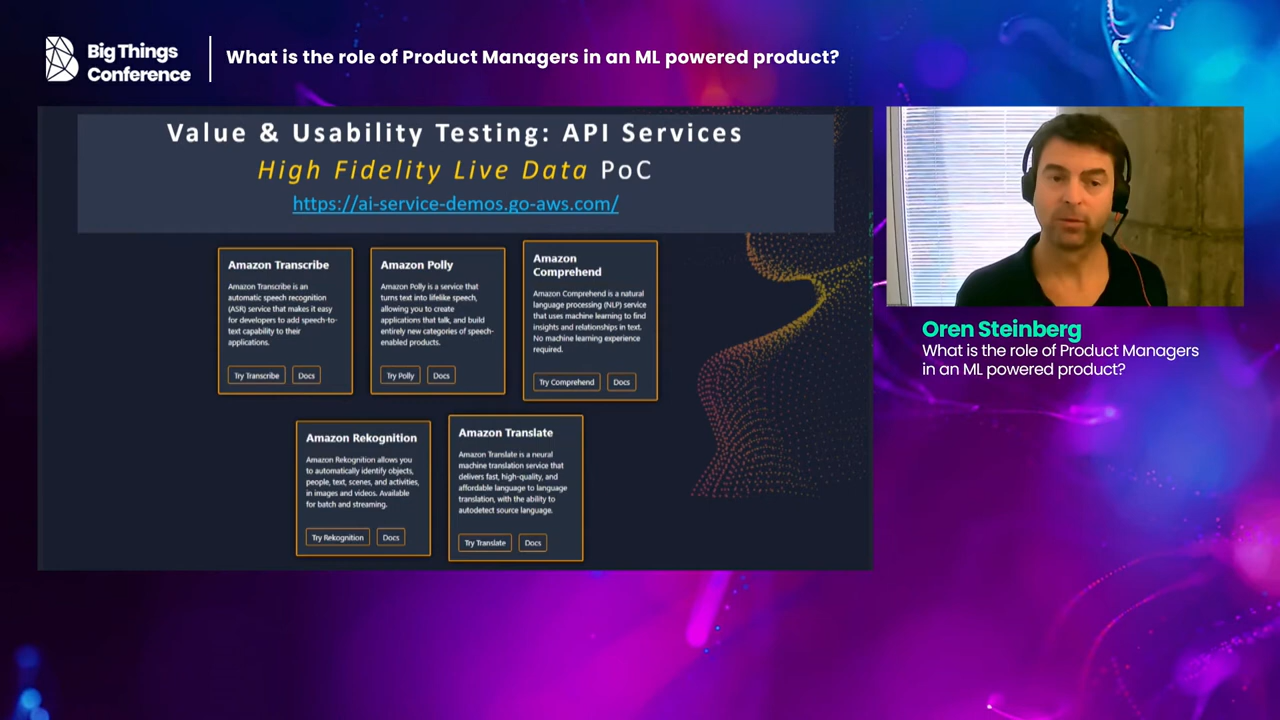 Big Things
Conference
What is the role of Product Managers in an ML powered product?
Value & Usability Testing: API Services
High Fidelity Live Data PoC
https://ai-service-demos.go-aws.com/
Amazon Transcribe
Amazon Transcribe is an
automatic speech recognition
(ASR) service that makes it easy
for developers to add speech-to-
text capability to their
applications.
Try Transcribe
Docs
Amazon Polly
Amazon Polly is a service that
turns text into lifelike speech,
allowing you to create
applications that talk, and build
entirely new categories of speech-
enabled products.
Try Polly
Docs
Amazon
Comprehend
Amazon Comprehend is a natural
language processing (NLP) service
that uses machine learning to find
insights and relationships in text.
No machine learning experience
required.
Try Comprehend
Docs
Amazon Rekognition
Amazon Rekognition allows you
to automatically identify objects,
people, text, scenes, and activities,
in images and videos. Available
for batch and streaming.
Try Rekognition
Docs
Amazon Translate
Amazon Translate is a neural
machine translation service that
delivers fast, high-quality, and
affordable language to language
translation, with the ability to
autodetect source language.
Try Translate
Docs
Oren Steinberg
What is the role of Product Managers
in an ML powered product?